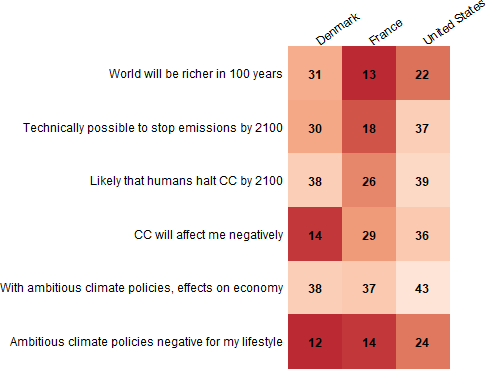 Denmark France United States
World will be richer in 100 years 31 13 22
Technically possible to stop emissions by 2100 30 18 37
Likely that humans halt CC by 2100 38 26 39
CC will affect me negatively 14 29 36
With ambitious climate policies, effects on economy 38 37 43
Ambitious climate policies negative for my lifestyle 12 14 24